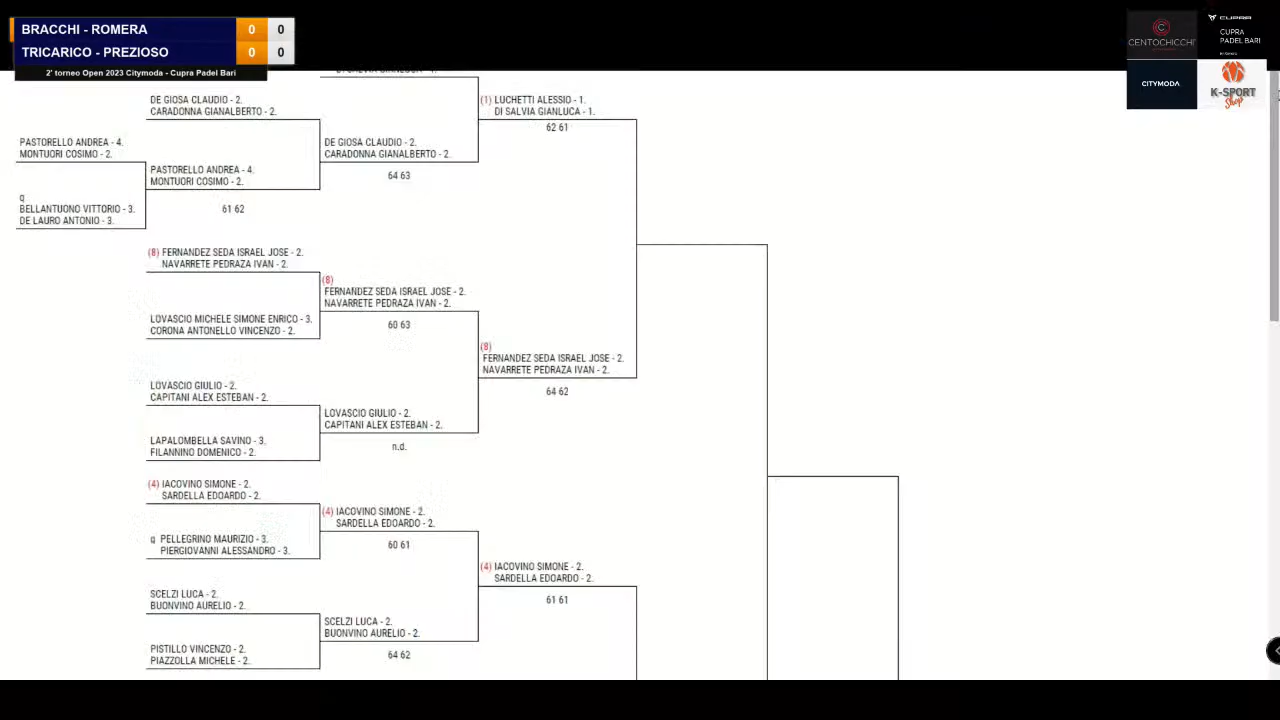 BRACCHI - ROMERA 0 0
TRICARICO - PREZIOSO 0 0
2' torneo Open 2023 Citymoda - Cupra Padel Bari
CENTOCHICCHI
CUPRA
CUPRA
PADEL BARI
CITYMODA
K-SPORT
Shop
DE GIOSA CLAUDIO - 2.
CARADONNA GIANALBERTO - 2.
(1) LUCHETTI ALESSIO - 1.
DI SALVIA GIANLUCA - 1.
62 61
PASTORELLO ANDREA - 4.
MONTUORI COSIMO - 2.
DE GIOSA CLAUDIO - 2.
CARADONNA GIANALBERTO - 2.
64 63
PASTORELLO ANDREA - 4.
MONTUORI COSIMO - 2.
61 62
q
BELLANTUONO VITTORIO - 3.
DE LAURO ANTONIO - 3.
(8) FERNANDEZ SEDA ISRAEL JOSE - 2.
NAVARRETE PEDRAZA IVAN - 2.
(8)
FERNANDEZ SEDA ISRAEL JOSE - 2.
NAVARRETE PEDRAZA IVAN - 2.
60 63
LOVASCIO MICHELE SIMONE ENRICO - 3.
CORONA ANTONELLO VINCENZO - 2.
(8)
FERNANDEZ SEDA ISRAEL JOSE - 2.
NAVARRETE PEDRAZA IVAN - 2.
64 62
LOVASCIO GIULIO - 2.
CAPITANI ALEX ESTEBAN - 2.
LOVASCIO GIULIO - 2.
CAPITANI ALEX ESTEBAN - 2.
n.d.
LAPALOMBELLA SAVINO - 3.
FILANNINO DOMENICO - 2.
(4) IACOVINO SIMONE - 2.
SARDELLA EDOARDO - 2.
(4) IACOVINO SIMONE - 2.
SARDELLA EDOARDO - 2.
60 61
q PELLEGRINO MAURIZIO - 3.
PIERGIOVANNI ALESSANDRO - 3.
(4) IACOVINO SIMONE - 2.
SARDELLA EDOARDO - 2.
61 61
SCELZI LUCA - 2.
BUONVINO AURELIO - 2.
SCELZI LUCA - 2.
BUONVINO AURELIO - 2.
64 62
PISTILLO VINCENZO - 2.
PIAZZOLLA MICHELE - 2.